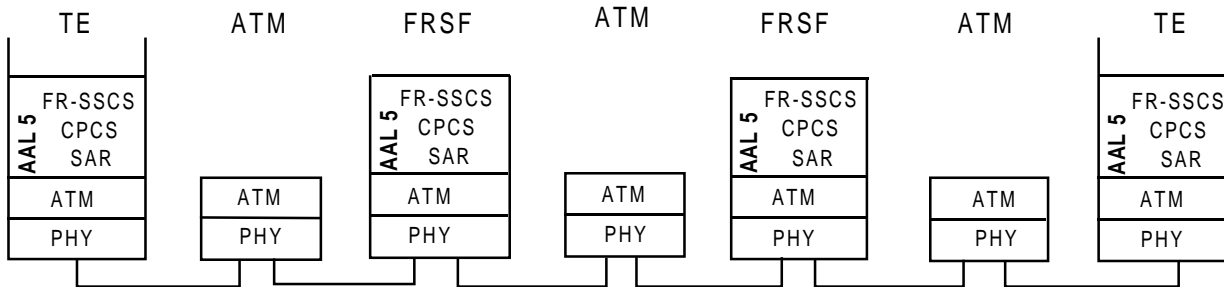 TE ATM FRSF ATM FRSF ATM TE
AAL 5 FR-SSCS AAL 5 FR-SSCS AAL 5 FR-SSCS AAL 5 FR-SSCS
CPCS CPCS CPCS CPCS
SAR SAR SAR SAR
ATM ATM ATM ATM ATM ATM ATM
PHY PHY PHY PHY PHY PHY PHY